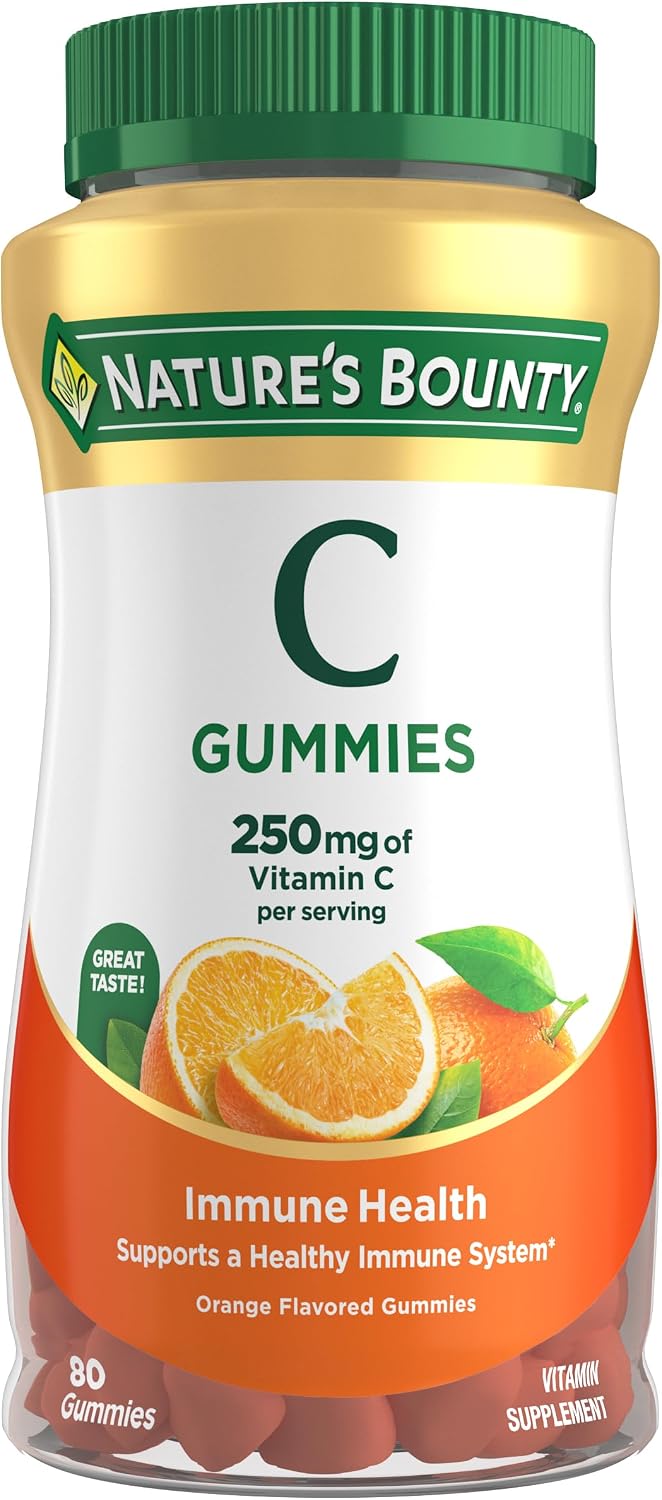 NATURE'S BOUNTY®
C
GUMMIES
250mg of
Vitamin C
per serving
GREAT
TASTE!
Immune Health
Supports a Healthy Immune System*
Orange Flavored Gummies
80
Gummies
VITAMIN
SUPPLEMENT